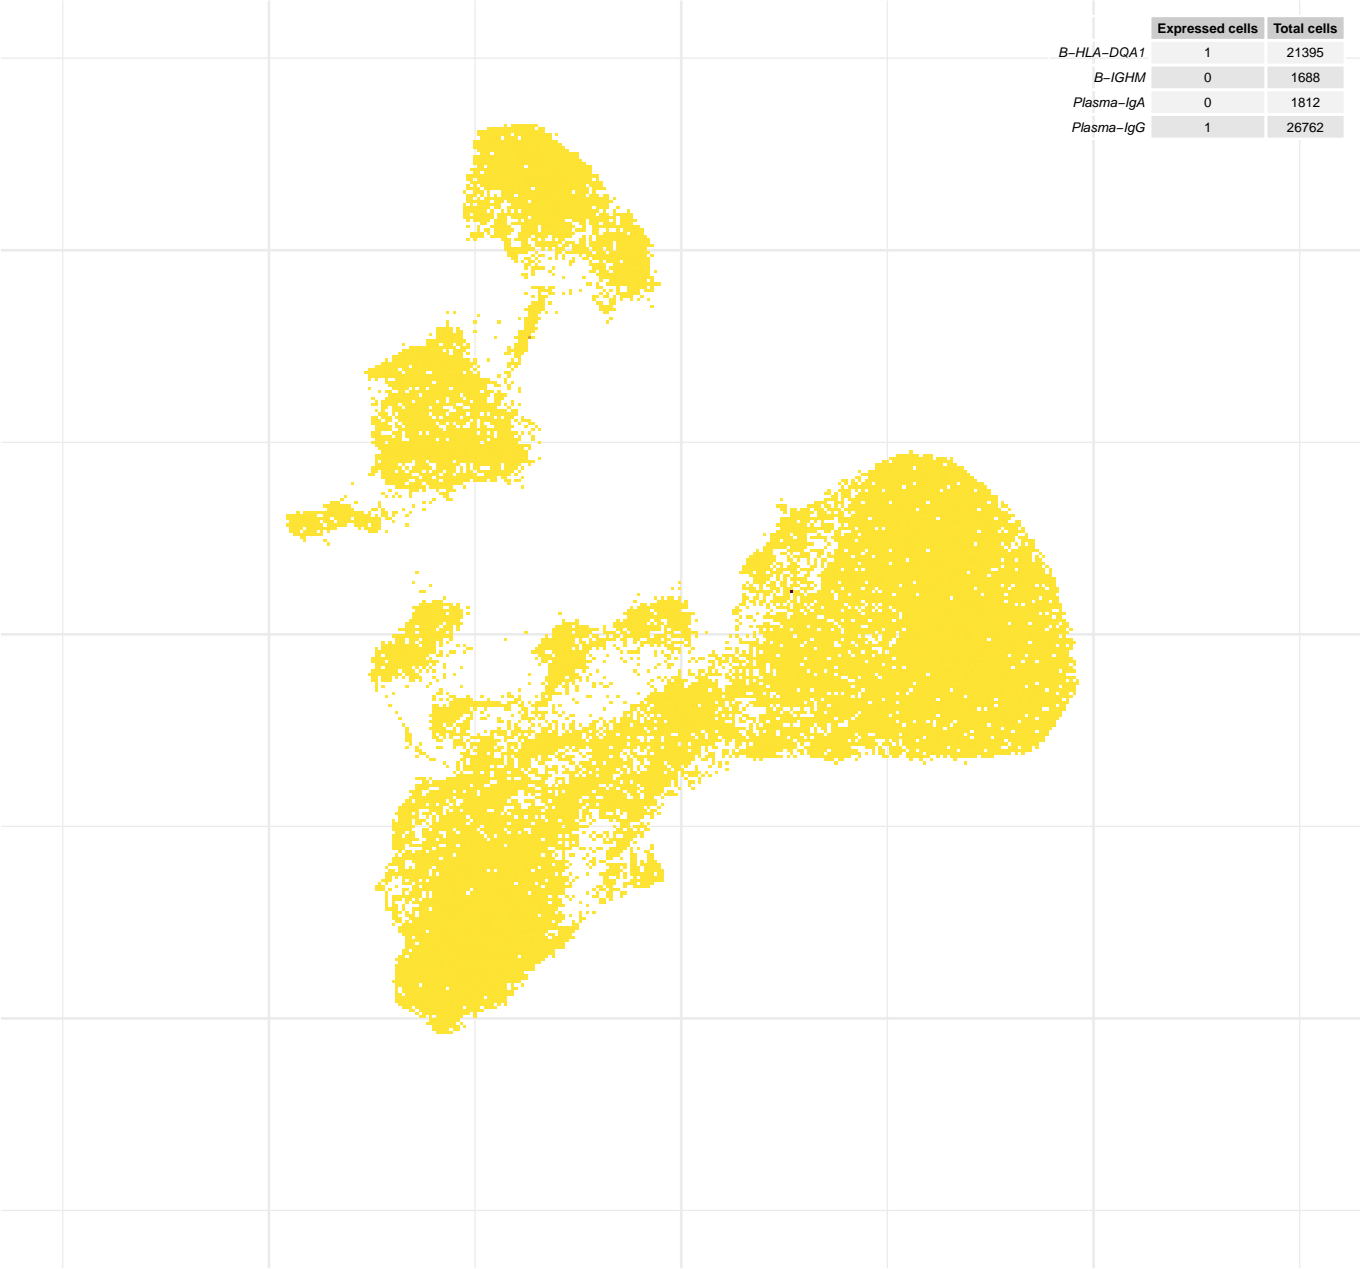 Expressed cells Total cells
B−HLA−DQA1 1 21395
B−IGHM 0 1688
Plasma−IgA 0 1812
Plasma−IgG 1 26762